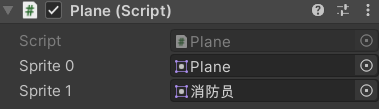 Plane (Script)
Script Plane
Sprite 0 Plane
Sprite 1 消防员